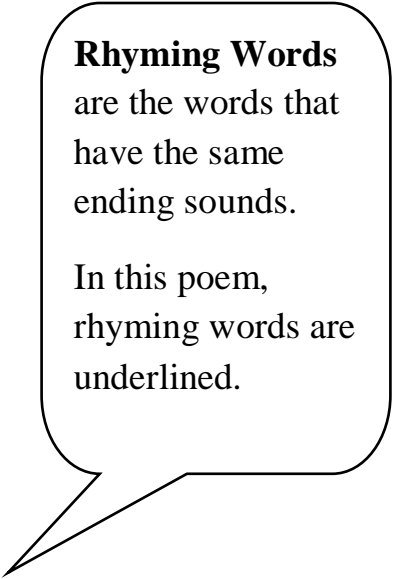 Rhyming Words
are the words that
have the same
ending sounds.
In this poem,
rhyming words are
underlined.